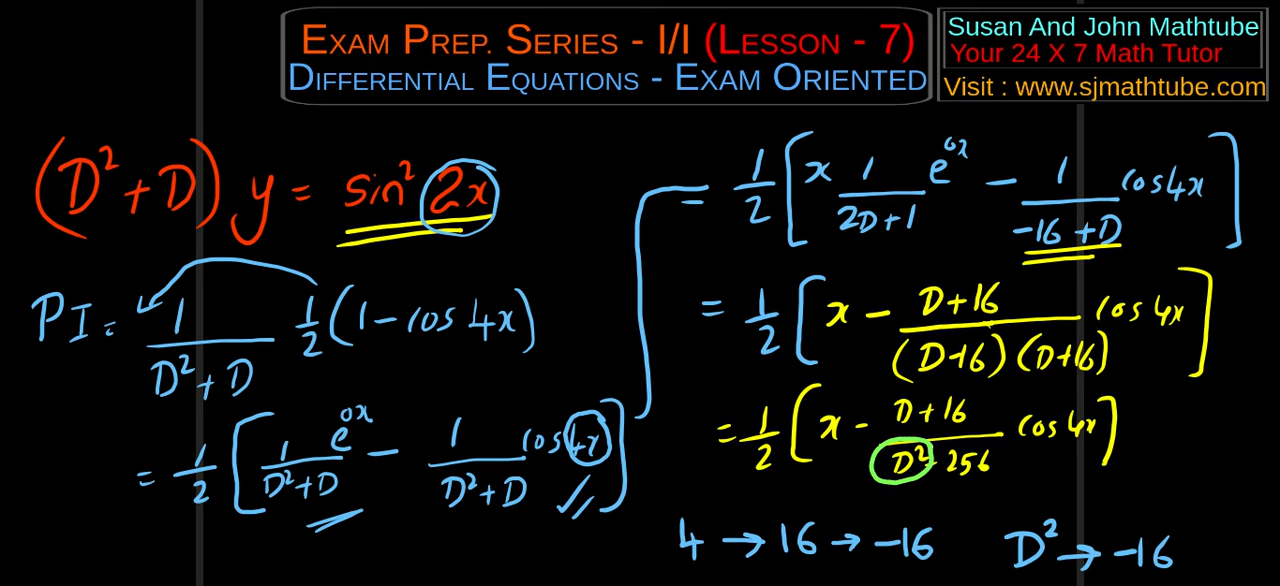 EXAM PREP. SERIES - I/I (LESSON - 7)
DIFFERENTIAL EQUATIONS - EXAM ORIENTED
Susan And John Mathtube
Your 24 X 7 Math Tutor
Visit : www.sjmathtube.com
(D² + D) y = sin² 2x
PI = 1/(D² + D) 1/2 (1 - cos 4x)
= 1/2 [ 1/(D² + D) e^(0x) - 1/(D² + D) cos 4x ]
= 1/2 [ x 1/(2D + 1) e^(0x) - 1/(-16 + D) cos 4x ]
= 1/2 [ x - (D + 16)/((D - 16)(D + 16)) cos 4x ]
= 1/2 [ x - (D + 16)/(D² - 256) cos 4x ]
4 → 16 → -16 D² → -16